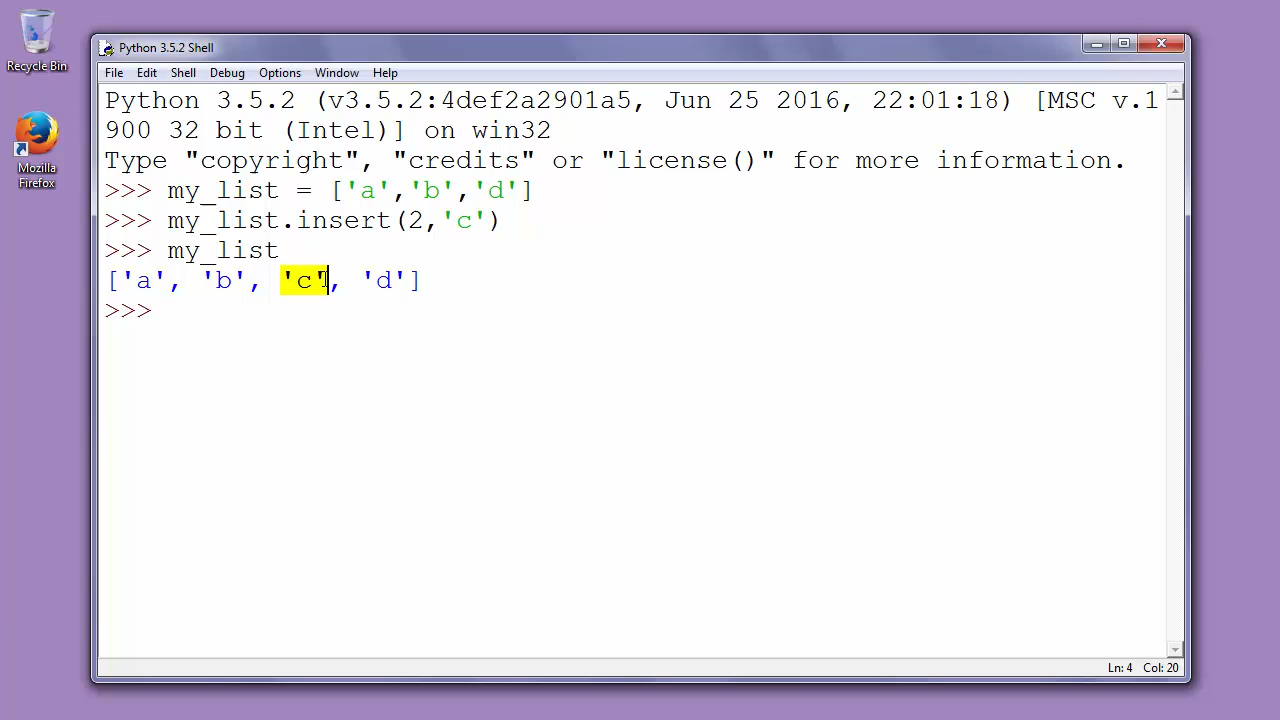 Recycle Bin
Mozilla
Firefox
Python 3.5.2 Shell
File Edit Shell Debug Options Window Help
Python 3.5.2 (v3.5.2:4def2a2901a5, Jun 25 2016, 22:01:18) [MSC v.1
900 32 bit (Intel)] on win32
Type "copyright", "credits" or "license()" for more information.
>>> my_list = ['a','b','d']
>>> my_list.insert(2,'c')
>>> my_list
['a', 'b', 'c', 'd']
>>>
Ln: 4 Col: 20